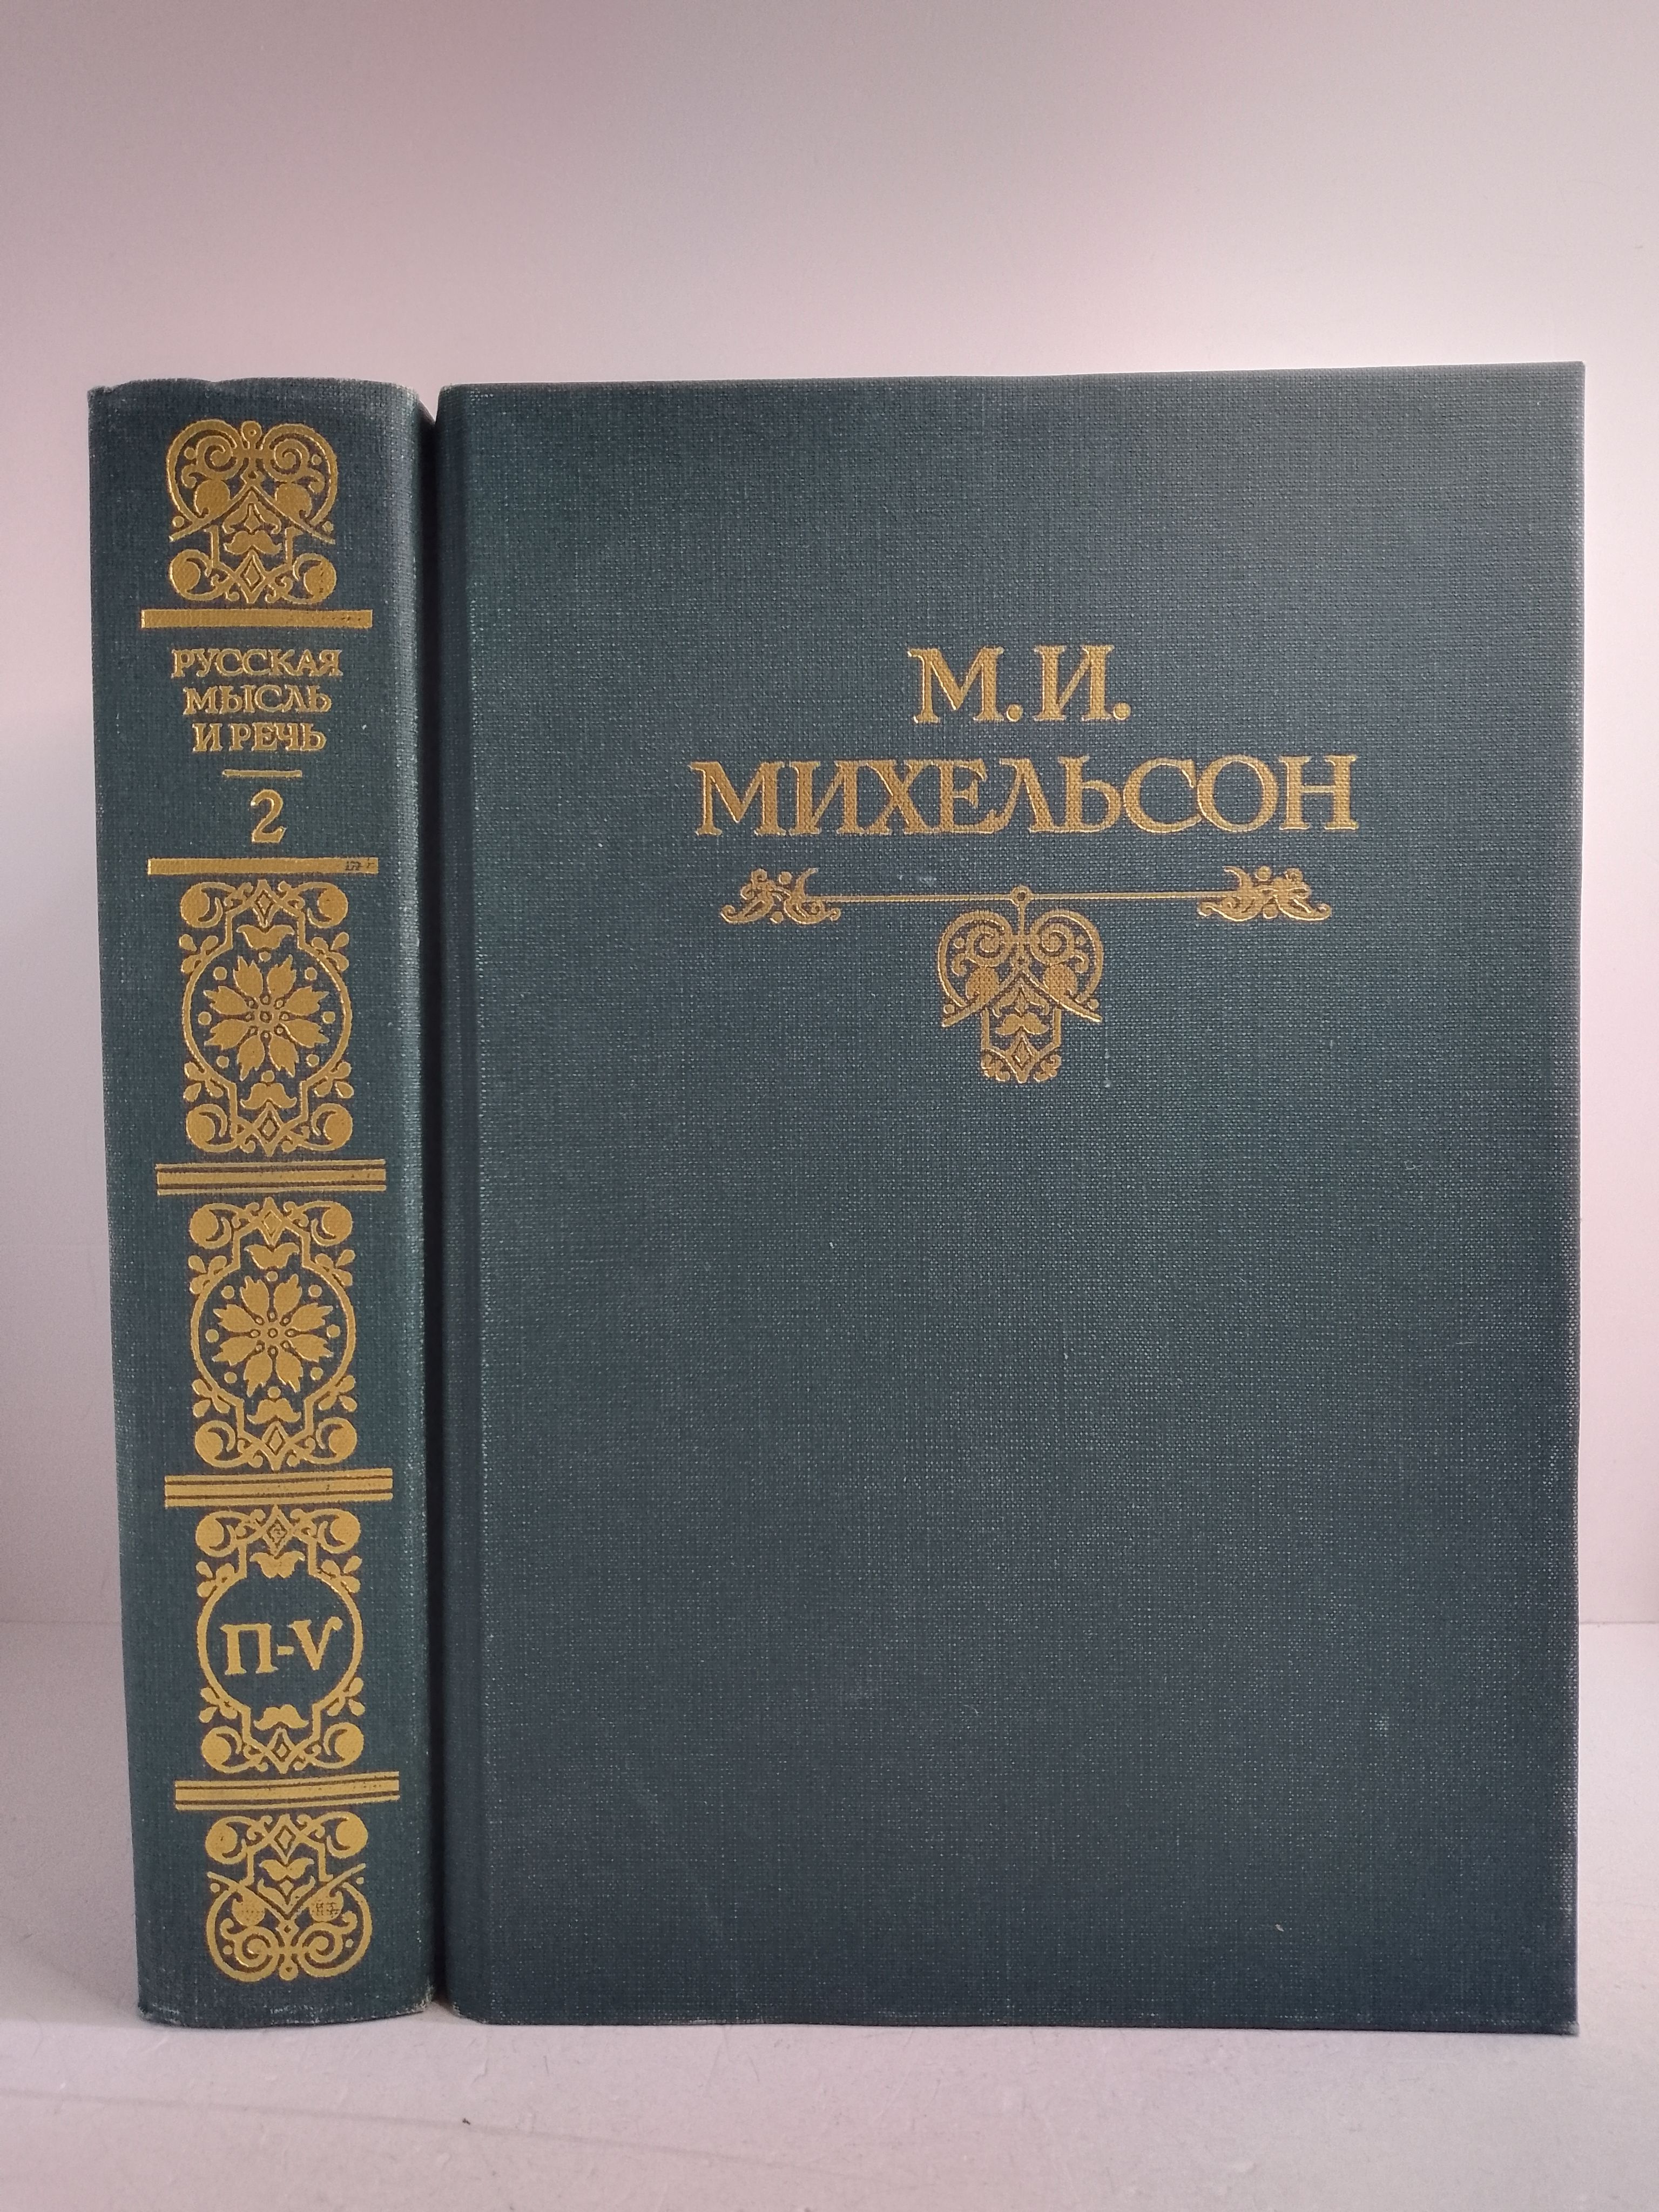 РУССКАЯ
МЫСЛЬ
И РЕЧЬ
2
П-Ѵ
М. И.
МИХЕЛЬСОН